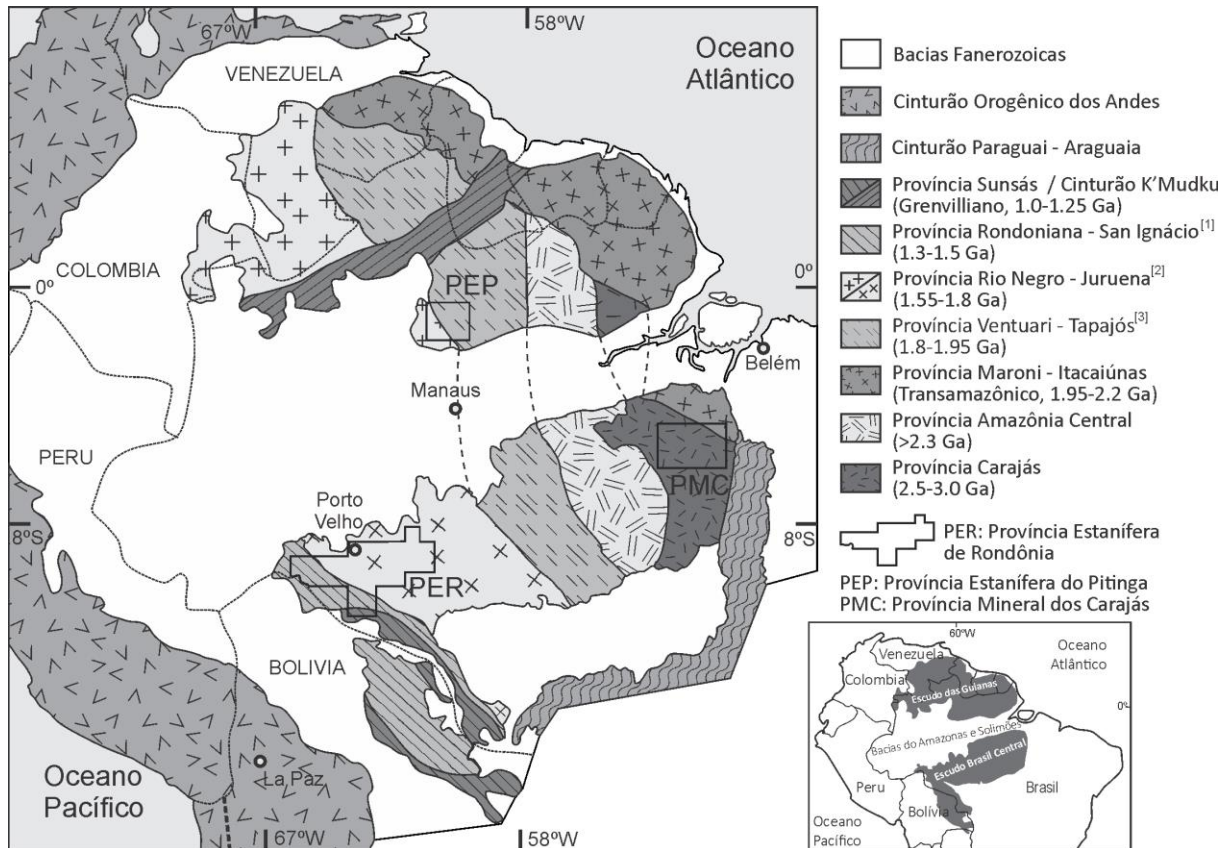 67ºW
58ºW
Oceano
Atlântico
VENEZUELA
COLOMBIA
0º
0º
PEP
Belém
Manaus
PERU
PMC
Porto
Velho
8ºS
8ºS
PER
BOLIVIA
Oceano
Pacífico
La Paz
67ºW
58ºW
Bacias Fanerozoicas
Cinturão Orogênico dos Andes
Cinturão Paraguai - Araguaia
Província Sunsás / Cinturão K'Mudku
(Grenvilliano, 1.0-1.25 Ga)
Província Rondoniana - San Ignácio[1]
(1.3-1.5 Ga)
Província Rio Negro - Juruena[2]
(1.55-1.8 Ga)
Província Ventuari - Tapajós[3]
(1.8-1.95 Ga)
Província Maroni - Itacaiúnas
(Transamazônico, 1.95-2.2 Ga)
Província Amazônia Central
(>2.3 Ga)
Província Carajás
(2.5-3.0 Ga)
PER: Província Estanífera
de Rondônia
PEP: Província Estanífera do Pitinga
PMC: Província Mineral dos Carajás
60ºW
Oceano
Atlântico
Venezuela
Colombia
Escudo das Guianas
0º
Bacias do Amazonas e Solimões
Escudo Brasil Central
Peru
Brasil
Bolívia
Oceano
Pacífico